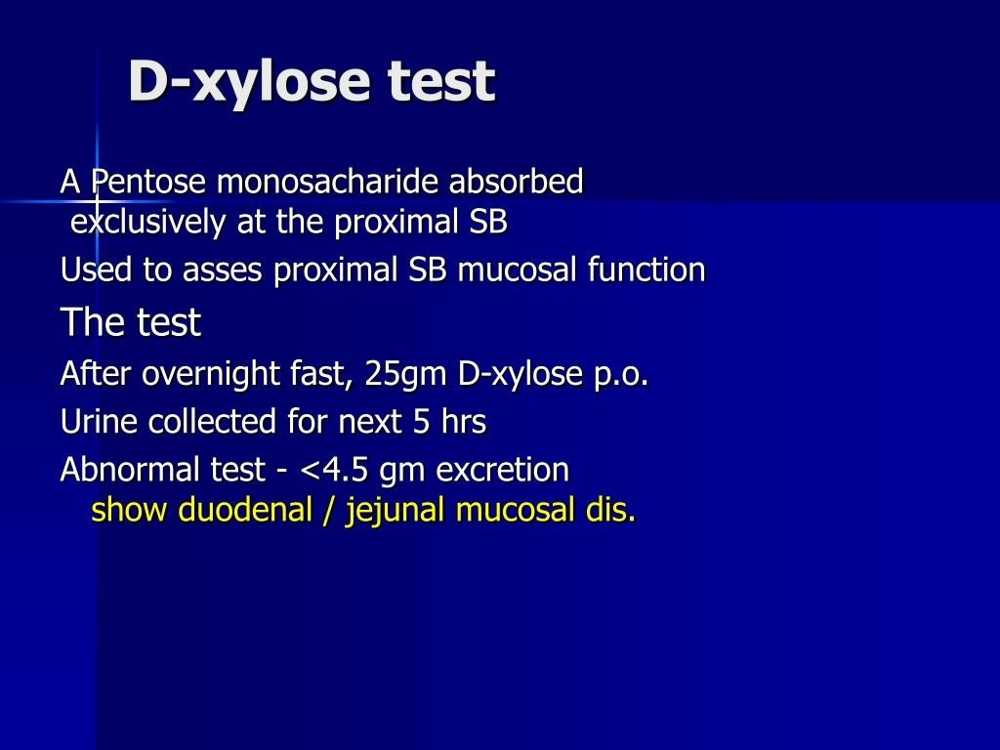 D-xylose test
A Pentose monosacharide absorbed
exclusively at the proximal SB
Used to asses proximal SB mucosal function
The test
After overnight fast, 25gm D-xylose p.o.
Urine collected for next 5 hrs
Abnormal test - <4.5 gm excretion
show duodenal / jejunal mucosal dis.